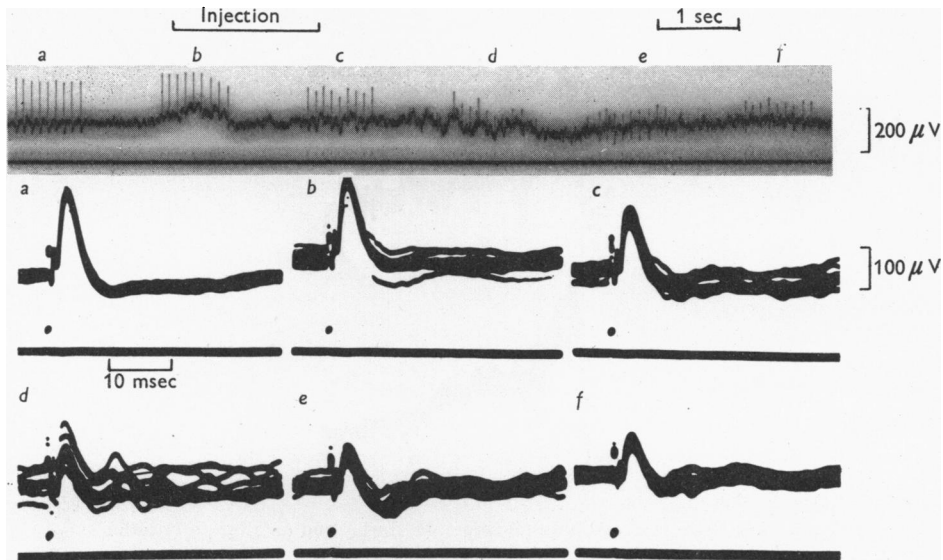 Injection 1 sec
a b c d e f
200 μV
a b c
100 μV
10 msec
d e f